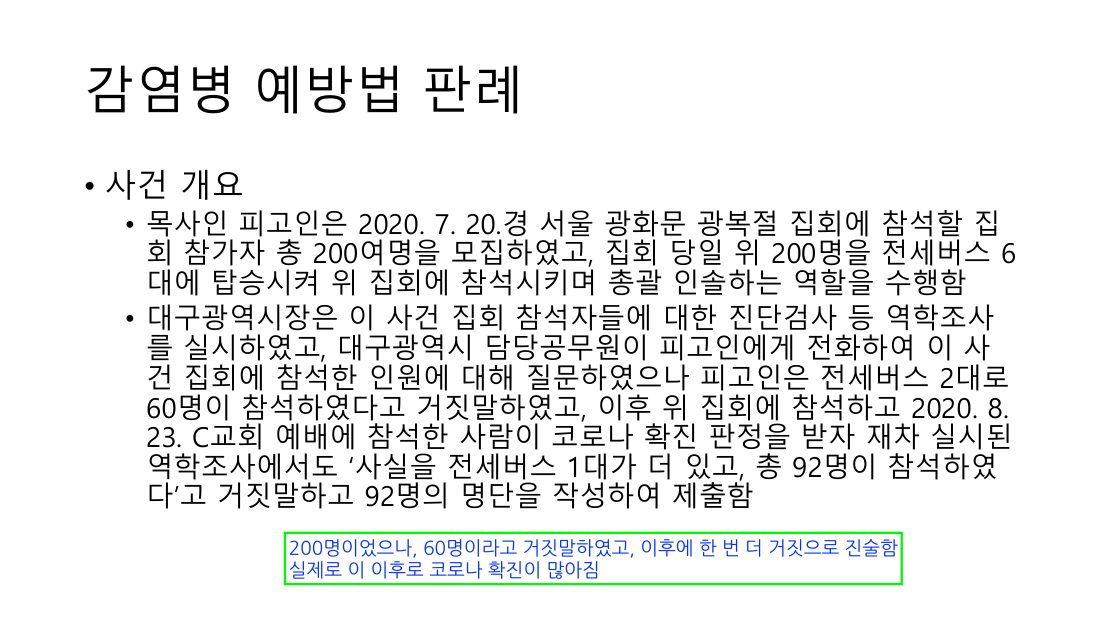 감염병 예방법 판례
• 사건 개요
• 목사인 피고인은 2020. 7. 20.경 서울 광화문 광복절 집회에 참석할 집
회 참가자 총 200여명을 모집하였고, 집회 당일 위 200명을 전세버스 6
대에 탑승시켜 위 집회에 참석시키며 총괄 인솔하는 역할을 수행함
• 대구광역시장은 이 사건 집회 참석자들에 대한 진단검사 등 역학조사
를 실시하였고, 대구광역시 담당공무원이 피고인에게 전화하여 이 사
건 집회에 참석한 인원에 대해 질문하였으나 피고인은 전세버스 2대로
60명이 참석하였다고 거짓말하였고, 이후 위 집회에 참석하고 2020. 8.
23. C교회 예배에 참석한 사람이 코로나 확진 판정을 받자 재차 실시된
역학조사에서도 ‘사실을 전세버스 1대가 더 있고, 총 92명이 참석하였
다’고 거짓말하고 92명의 명단을 작성하여 제출함
200명이었으나, 60명이라고 거짓말하였고, 이후에 한 번 더 거짓으로 진술함
실제로 이 이후로 코로나 확진이 많아짐